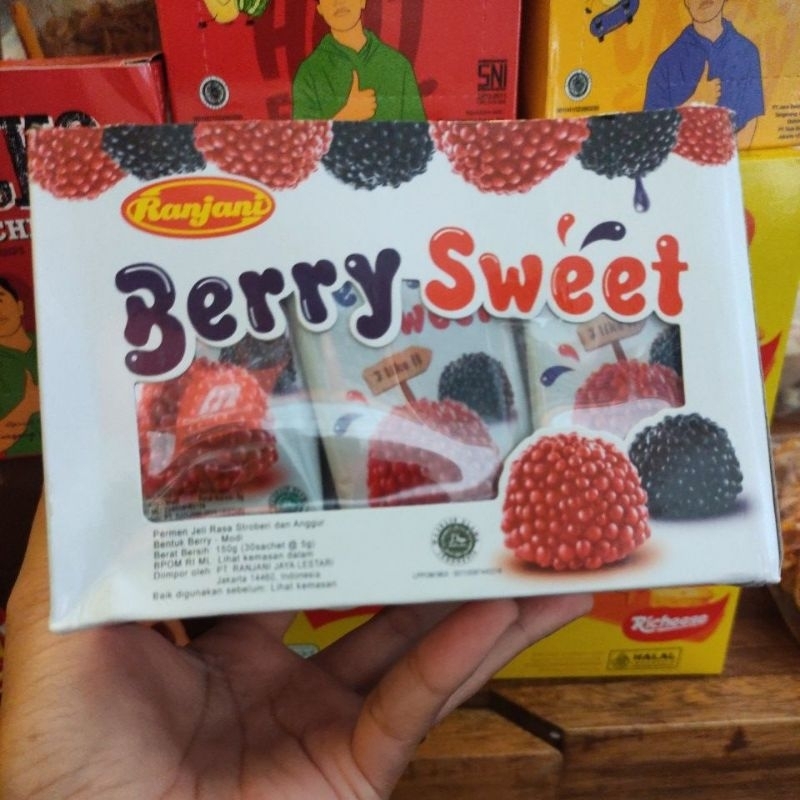 SNI
Ranjani
Berry Sweet
I like it
Permen Jeli Rasa Stroberi dan Anggur
Bentuk Berry - Modi
Berat Bersih : 150g (30sachet @ 5g)
BPOM RI ML. Lihat kemasan dalam
Diimpor oleh: PT. RANJANI JAYA LESTARI
Jakarta 14460, Indonesia
Baik digunakan sebelum: Lihat kemasan
Richeese
HALAL